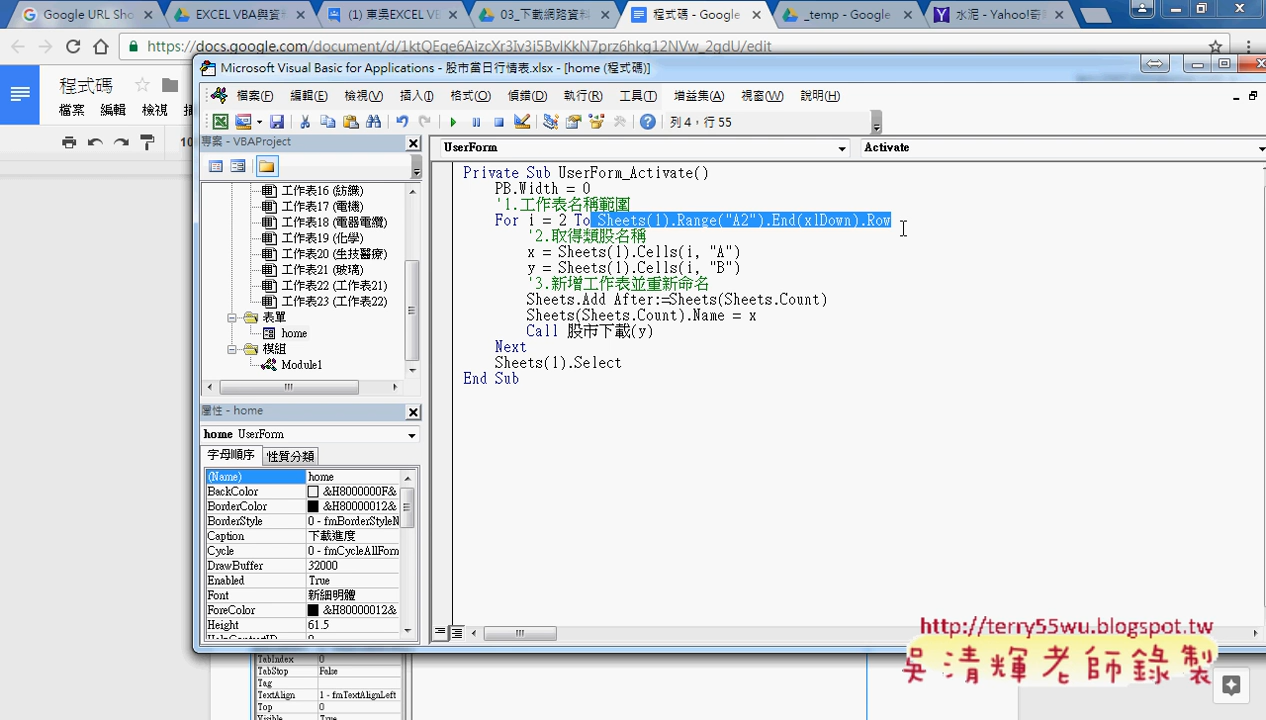 Google URL Sho
EXCEL VBA與資料
(1) 東吳EXCEL VB
03_下載網路資料
程式碼 - Google
_temp - Google
水泥 - Yahoo!奇
https://docs.google.com/document/d/1ktQEqe6AizcXr3Iv3i5BvlKkN7prz6hkg12NVw_2gdU/edit
程式碼
檔案 編輯 檢視
Microsoft Visual Basic for Applications - 股市當日行情表.xlsx - [home (程式碼)]
檔案(F) 編輯(E) 檢視(V) 插入(I) 格式(O) 偵錯(D) 執行(R) 工具(T) 增益集(A) 視窗(W) 說明(H)
列 4，行 55
專案 - VBAProject
工作表16 (紡織)
工作表17 (電機)
工作表18 (電器電纜)
工作表19 (化學)
工作表20 (生技醫療)
工作表21 (玻璃)
工作表22 (工作表21)
工作表23 (工作表22)
表單
home
模組
Module1
屬性 - home
home UserForm
字母順序 性質分類
(Name) home
BackColor &H8000000F&
BorderColor &H80000012&
BorderStyle 0 - fmBorderStyleN
Caption 下載進度
Cycle 0 - fmCycleAllForm
DrawBuffer 32000
Enabled True
Font 新細明體
ForeColor &H80000012&
Height 61.5
UserForm Activate
Private Sub UserForm_Activate()
PB.Width = 0
'1.工作表名稱範圍
For i = 2 To Sheets(1).Range("A2").End(xlDown).Row
'2.取得類股名稱
x = Sheets(1).Cells(i, "A")
y = Sheets(1).Cells(i, "B")
'3.新增工作表並重新命名
Sheets.Add After:=Sheets(Sheets.Count)
Sheets(Sheets.Count).Name = x
Call 股市下載(y)
Next
Sheets(1).Select
End Sub
TabIndex 0
TabStop False
Tag
TextAlign 1 - fmTextAlignLeft
Top 0
Visible True
http://terry55wu.blogspot.tw
吳清輝老師錄製